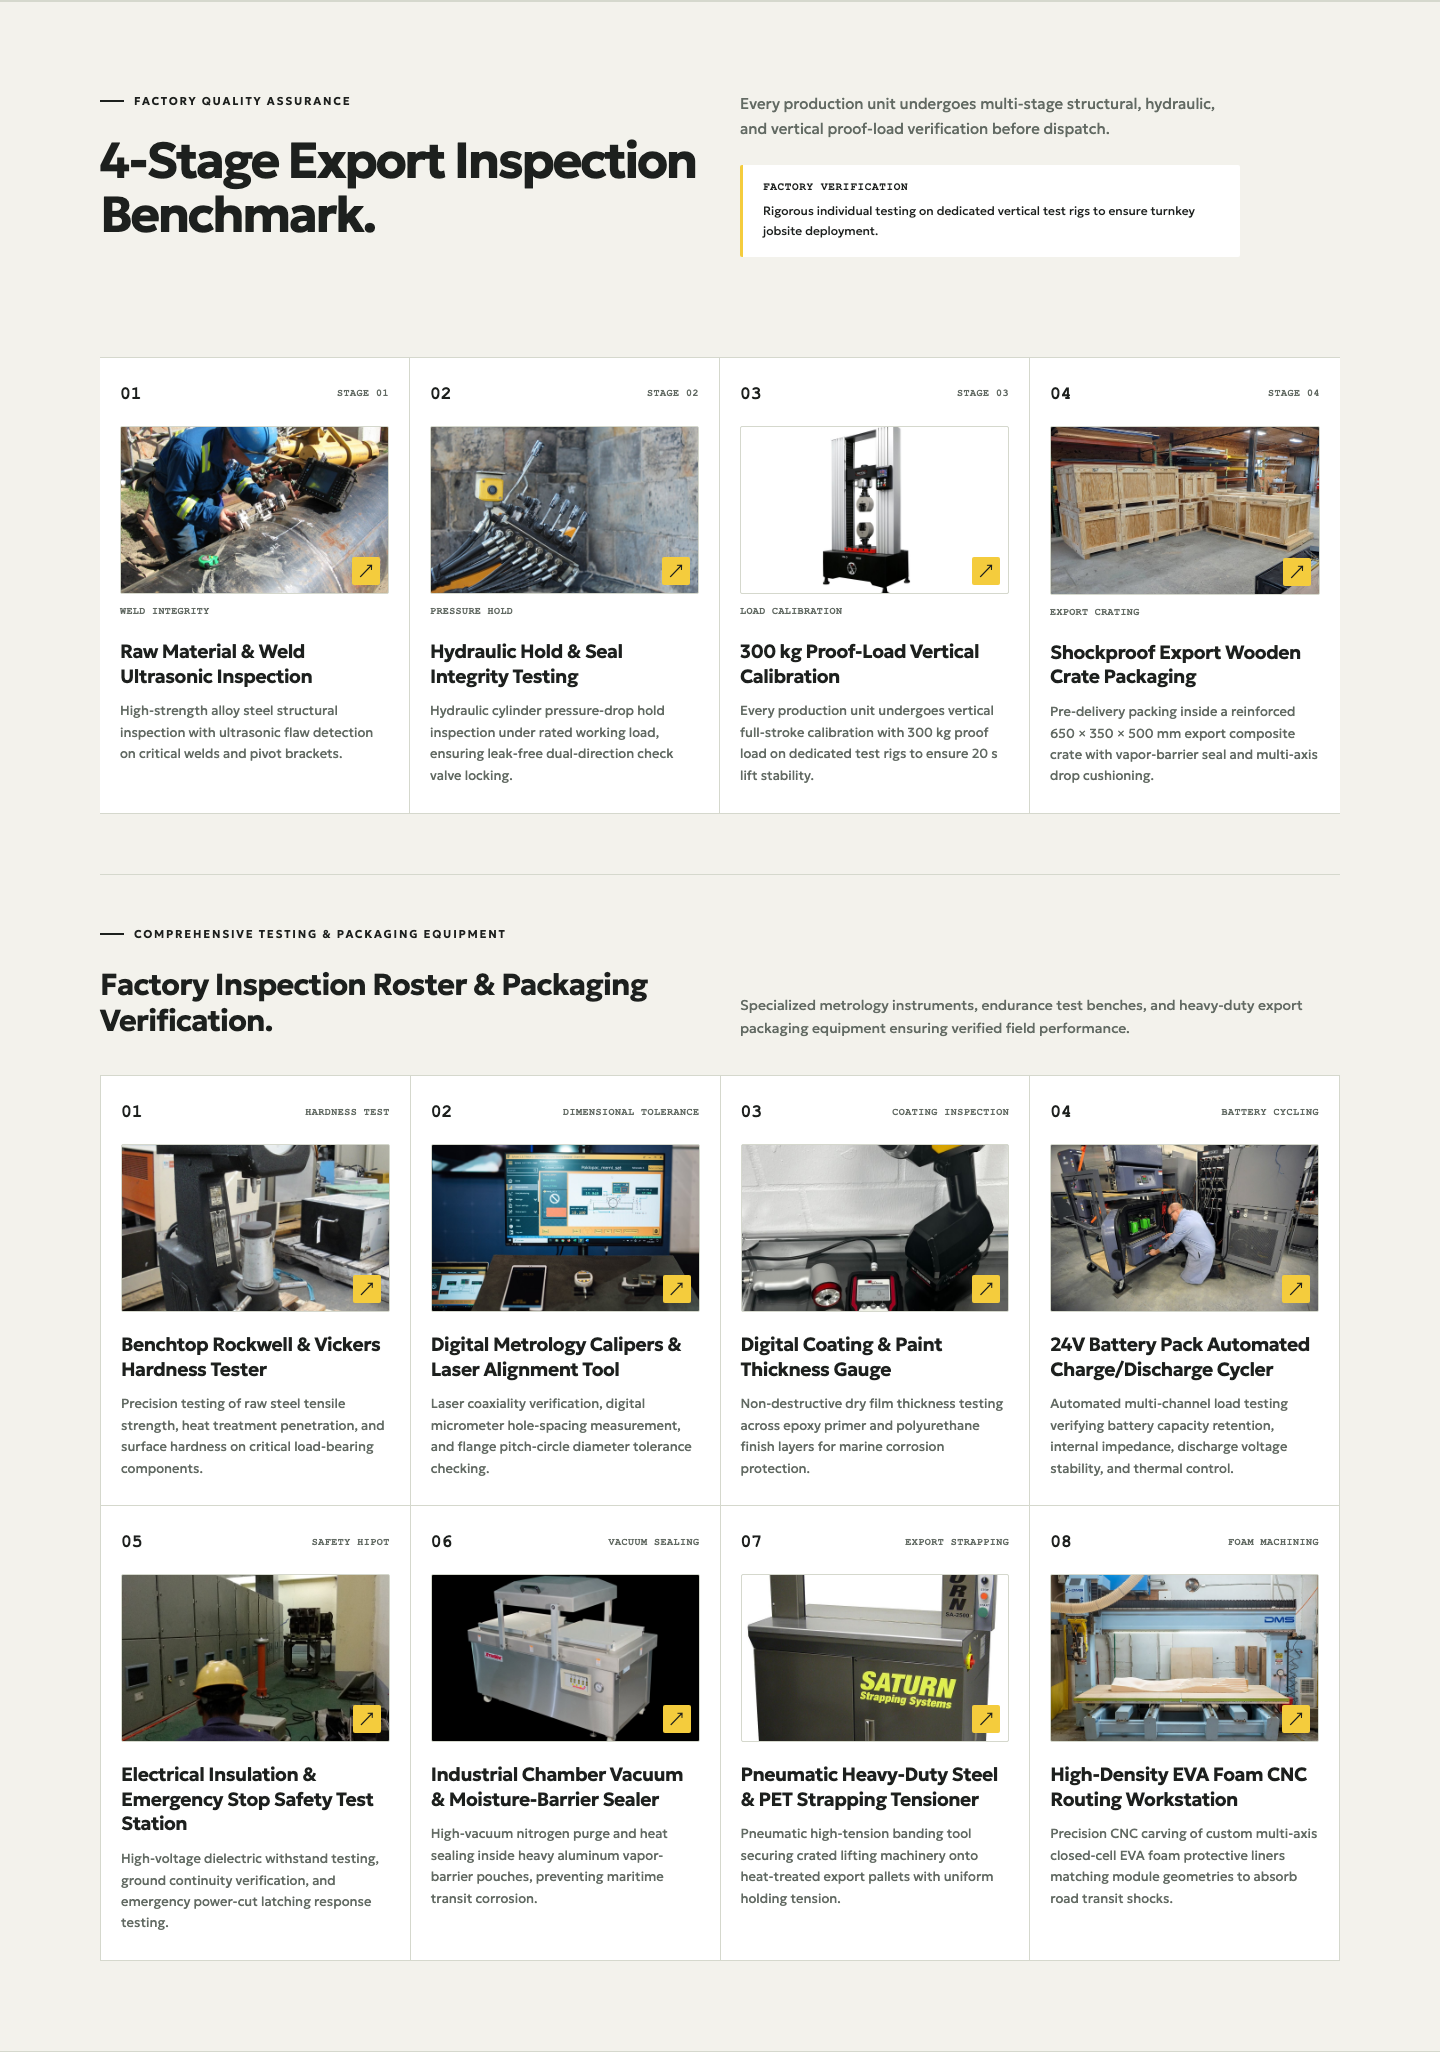 FACTORY QUALITY ASSURANCE
4-Stage Export Inspection
Benchmark.
Every production unit undergoes multi-stage structural, hydraulic,
and vertical proof-load verification before dispatch.
FACTORY VERIFICATION
Rigorous individual testing on dedicated vertical test rigs to ensure turnkey
jobsite deployment.
01
STAGE 01
WELD INTEGRITY
Raw Material & Weld
Ultrasonic Inspection
High-strength alloy steel structural
inspection with ultrasonic flaw detection
on critical welds and pivot brackets.
02
STAGE 02
PRESSURE HOLD
Hydraulic Hold & Seal
Integrity Testing
Hydraulic cylinder pressure-drop hold
inspection under rated working load,
ensuring leak-free dual-direction check
valve locking.
03
STAGE 03
LOAD CALIBRATION
300 kg Proof-Load Vertical
Calibration
Every production unit undergoes vertical
full-stroke calibration with 300 kg proof
load on dedicated test rigs to ensure 20 s
lift stability.
04
STAGE 04
EXPORT CRATING
Shockproof Export Wooden
Crate Packaging
Pre-delivery packing inside a reinforced
650 × 350 × 500 mm export composite
crate with vapor-barrier seal and multi-axis
drop cushioning.
COMPREHENSIVE TESTING & PACKAGING EQUIPMENT
Factory Inspection Roster & Packaging
Verification.
Specialized metrology instruments, endurance test benches, and heavy-duty export
packaging equipment ensuring verified field performance.
01
HARDNESS TEST
Benchtop Rockwell & Vickers
Hardness Tester
Precision testing of raw steel tensile
strength, heat treatment penetration, and
surface hardness on critical load-bearing
components.
02
DIMENSIONAL TOLERANCE
Digital Metrology Calipers &
Laser Alignment Tool
Laser coaxiality verification, digital
micrometer hole-spacing measurement,
and flange pitch-circle diameter tolerance
checking.
03
COATING INSPECTION
Digital Coating & Paint
Thickness Gauge
Non-destructive dry film thickness testing
across epoxy primer and polyurethane
finish layers for marine corrosion
protection.
04
BATTERY CYCLING
24V Battery Pack Automated
Charge/Discharge Cycler
Automated multi-channel load testing
verifying battery capacity retention,
internal impedance, discharge voltage
stability, and thermal control.
05
SAFETY HIPOT
Electrical Insulation &
Emergency Stop Safety Test
Station
High-voltage dielectric withstand testing,
ground continuity verification, and
emergency power-cut latching response
testing.
06
VACUUM SEALING
Industrial Chamber Vacuum
& Moisture-Barrier Sealer
High-vacuum nitrogen purge and heat
sealing inside heavy aluminum vapor-
barrier pouches, preventing maritime
transit corrosion.
07
EXPORT STRAPPING
URN
SATURN
Strapping Systems
Pneumatic Heavy-Duty Steel
& PET Strapping Tensioner
Pneumatic high-tension banding tool
securing crated lifting machinery onto
heat-treated export pallets with uniform
holding tension.
08
FOAM MACHINING
DMS
High-Density EVA Foam CNC
Routing Workstation
Precision CNC carving of custom multi-axis
closed-cell EVA foam protective liners
matching module geometries to absorb
road transit shocks.